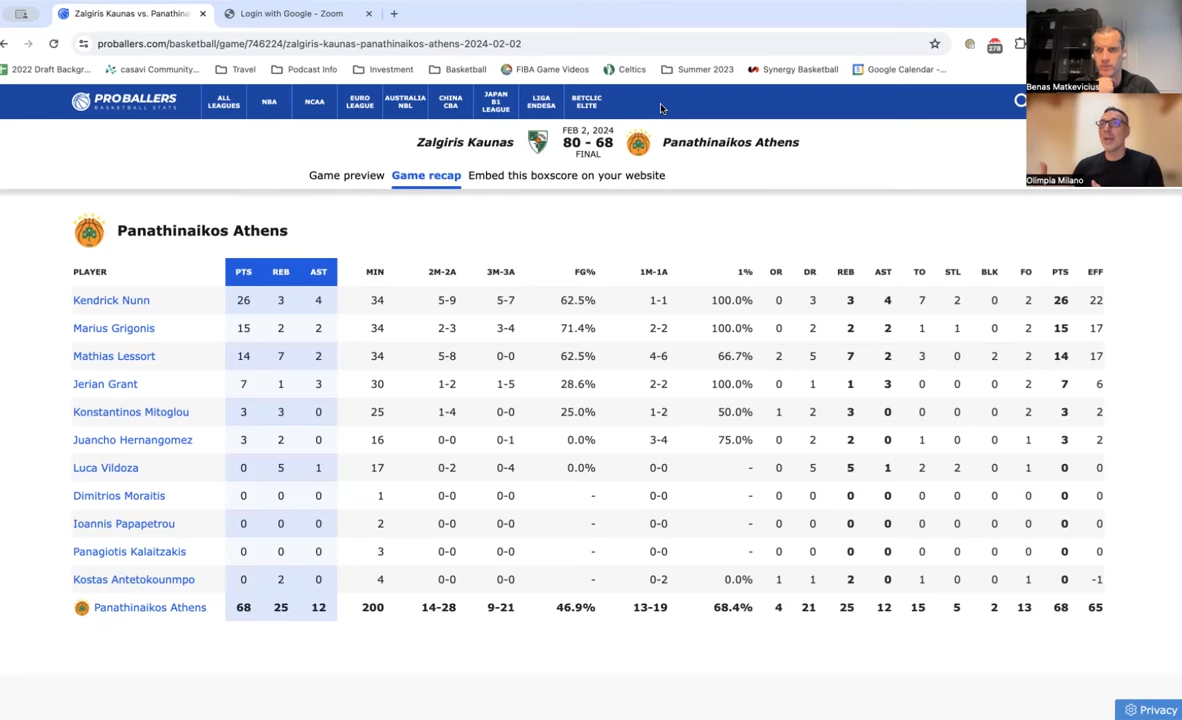 Zalgiris Kaunas vs. Panathina
Login with Google - Zoom
proballers.com/basketball/game/746224/zalgiris-kaunas-panathinaikos-athens-2024-02-02
278
2022 Draft Backgr... casavi Community... Travel Podcast Info Investment Basketball FIBA Game Videos Celtics Summer 2023 Synergy Basketball Google Calendar -...
Benas Matkevicius
Olimpia Milano
PROBALLERS
BASKETBALL STATS
ALL LEAGUES NBA NCAA EURO LEAGUE AUSTRALIA NBL CHINA CBA JAPAN B1 LEAGUE LIGA ENDESA BETCLIC ELITE
FEB 2, 2024
Zalgiris Kaunas 80 - 68 Panathinaikos Athens
FINAL
Game preview Game recap Embed this boxscore on your website
Panathinaikos Athens
PLAYER PTS REB AST MIN 2M-2A 3M-3A FG% 1M-1A 1% OR DR REB AST TO STL BLK FO PTS EFF
Kendrick Nunn 26 3 4 34 5-9 5-7 62.5% 1-1 100.0% 0 3 3 4 7 2 0 2 26 22
Marius Grigonis 15 2 2 34 2-3 3-4 71.4% 2-2 100.0% 0 2 2 2 1 1 0 2 15 17
Mathias Lessort 14 7 2 34 5-8 0-0 62.5% 4-6 66.7% 2 5 7 2 3 0 2 2 14 17
Jerian Grant 7 1 3 30 1-2 1-5 28.6% 2-2 100.0% 0 1 1 3 0 0 0 2 7 6
Konstantinos Mitoglou 3 3 0 25 1-4 0-0 25.0% 1-2 50.0% 1 2 3 0 0 0 0 2 3 2
Juancho Hernangomez 3 2 0 16 0-0 0-1 0.0% 3-4 75.0% 0 2 2 0 1 0 0 1 3 2
Luca Vildoza 0 5 1 17 0-2 0-4 0.0% 0-0 - 0 5 5 1 2 2 0 1 0 0
Dimitrios Moraitis 0 0 0 1 0-0 0-0 - 0-0 - 0 0 0 0 0 0 0 0 0 0
Ioannis Papapetrou 0 0 0 2 0-0 0-0 - 0-0 - 0 0 0 0 0 0 0 0 0 0
Panagiotis Kalaitzakis 0 0 0 3 0-0 0-0 - 0-0 - 0 0 0 0 0 0 0 0 0 0
Kostas Antetokounmpo 0 2 0 4 0-0 0-0 - 0-2 0.0% 1 1 2 0 1 0 0 1 0 -1
Panathinaikos Athens 68 25 12 200 14-28 9-21 46.9% 13-19 68.4% 4 21 25 12 15 5 2 13 68 65
Privacy